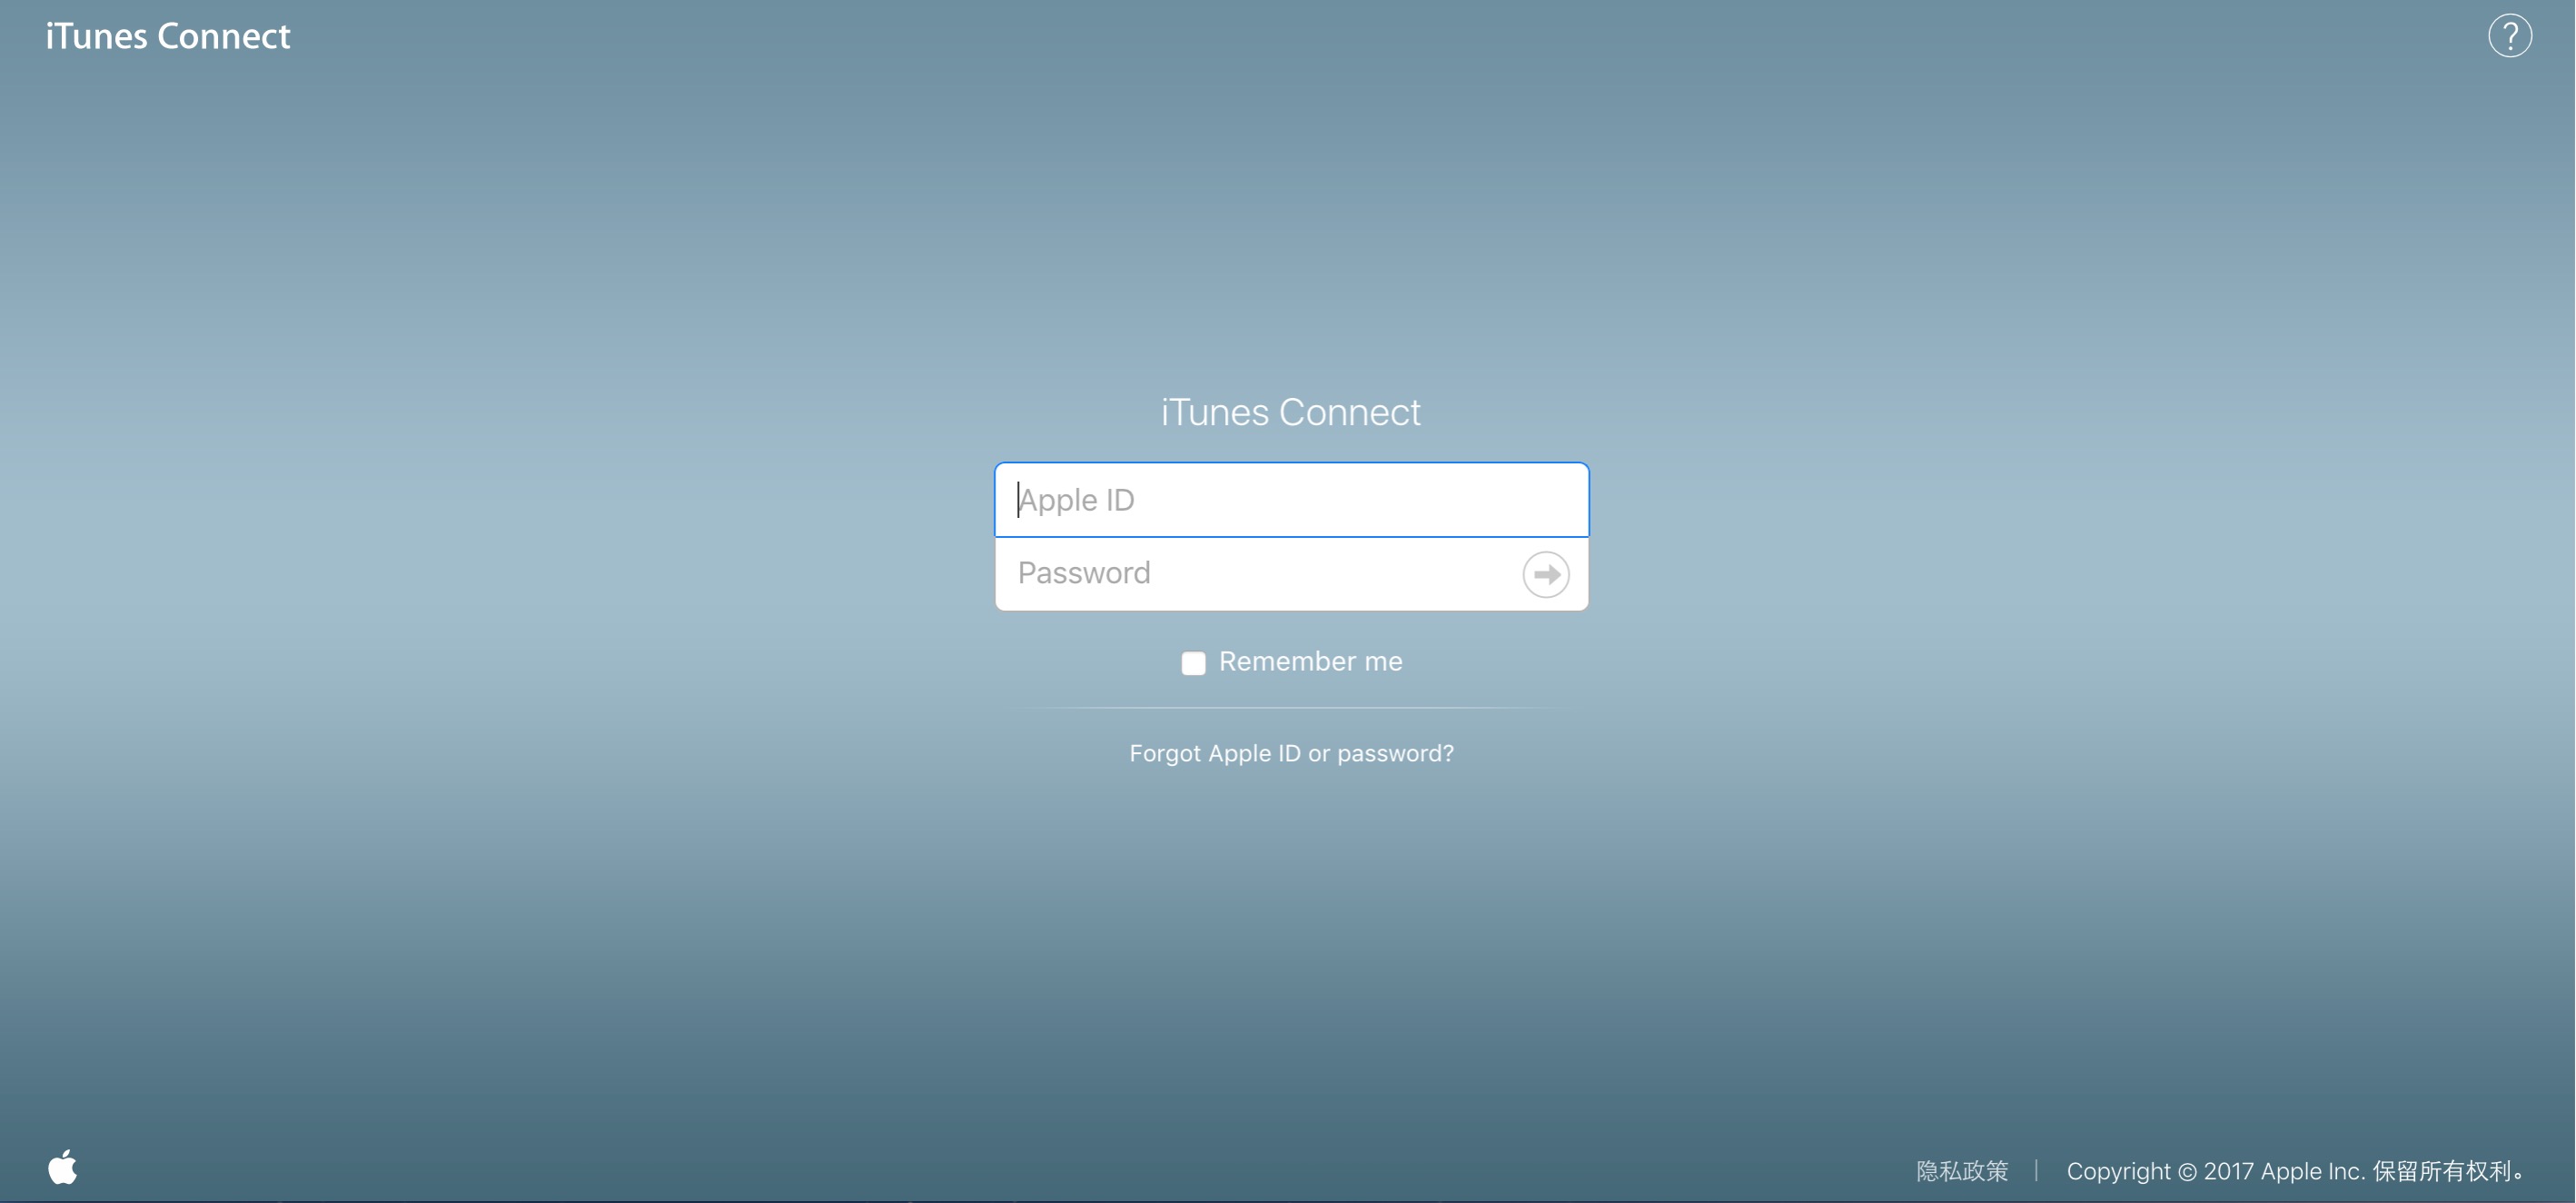 iTunes Connect
?
iTunes Connect
Apple ID
Password
Remember me
Forgot Apple ID or password?
隐私政策 | Copyright © 2017 Apple Inc. 保留所有权利。